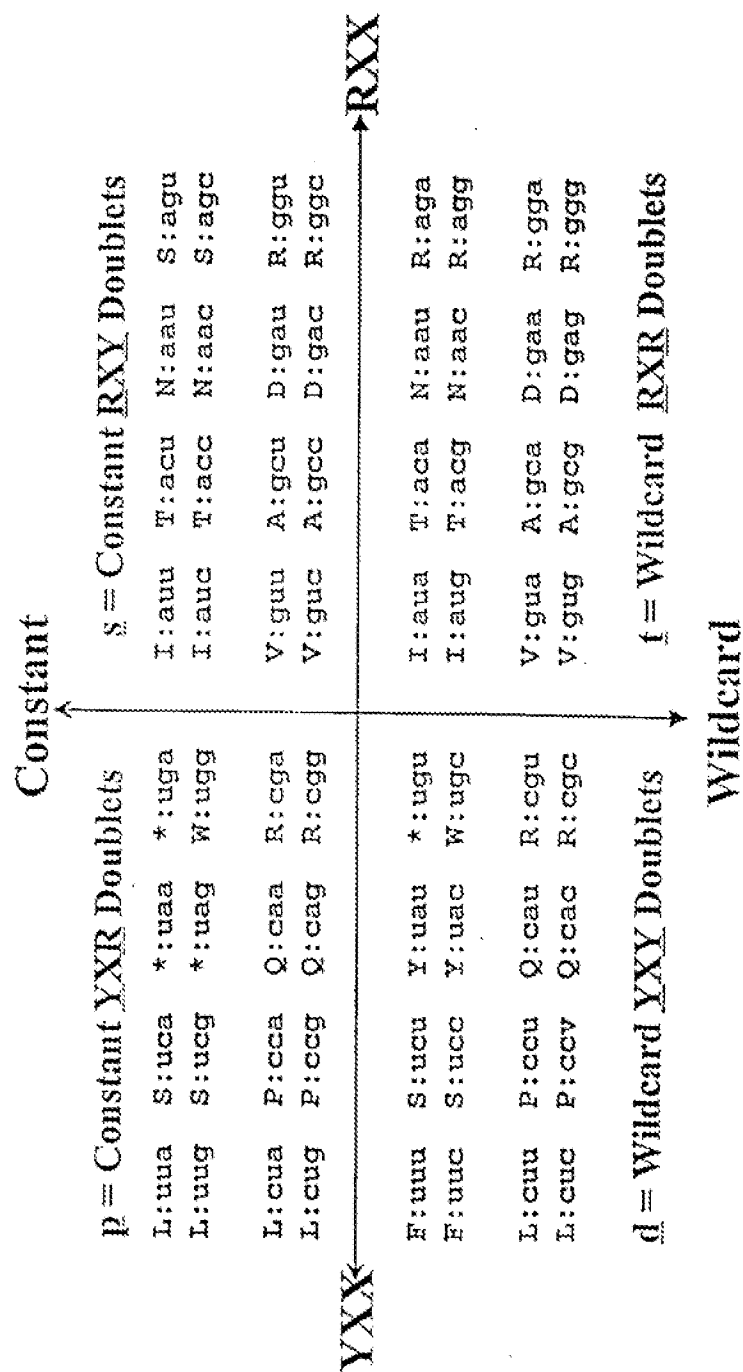 Constant
p = Constant YXR Doublets
L:uua S:uca *:uaa *:uga
L:uug S:ucg *:uag W:ugg
L:cua P:cca Q:caa R:cga
L:cug P:ccg Q:cag R:cgg
s = Constant RXY Doublets
I:auu T:acu N:aau S:agu
I:auc T:acc N:aac S:agc
V:guu A:gcu D:gau R:ggu
V:guc A:gcc D:gac R:ggc
YXX
RXX
F:uuu S:ucu Y:uau *:ugu
F:uuc S:ucc Y:uac W:ugc
L:cuu P:ccu Q:cau R:cgu
L:cuc P:ccv Q:cac R:cgc
d = Wildcard YXY Doublets
I:aua T:aca N:aau R:aga
I:aug T:acg N:aac R:agg
V:gua A:gca D:gaa R:gga
V:gug A:gcg D:gag R:ggg
t = Wildcard RXR Doublets
Wildcard